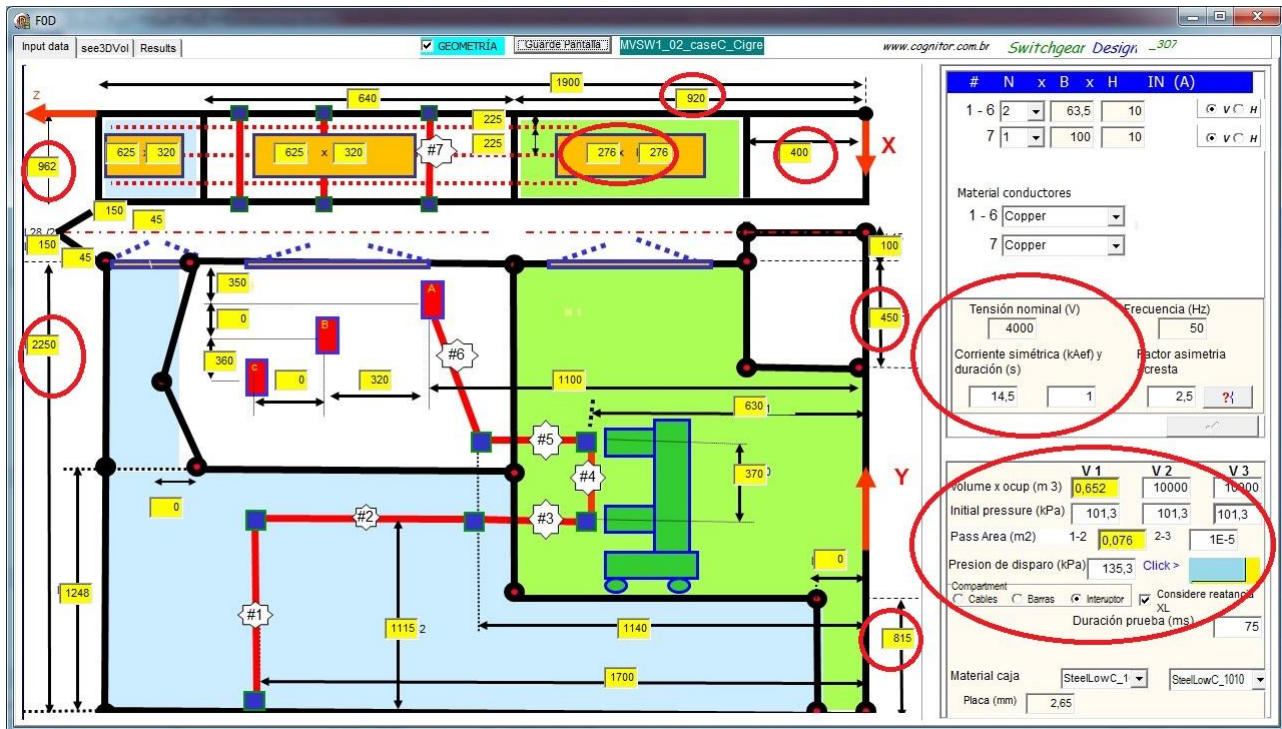 F0D
Input data see3DVol Results
GEOMETRÍA Guarde Pantalla MVSW1_02_caseC_Cigre
www.cognitor.com.br Switchgear Design _307
1900
Z 640 920
225
225
625 x 320 625 x 320 #7 276 x 276 400 X
962
150
45
150
45
100
350
A
0 B 450
2250
360 C #6
0 320 1100
630
#5
370
#4 Y
0
#2 #3
0
1248
#1
1115 2 1140 815
1700
# N x B x H IN (A)
1 - 6 2 63,5 10 V H
7 1 100 10 V H
Material conductores
1 - 6 Copper
7 Copper
Tensión nominal (V) Frecuencia (Hz)
4000 50
Corriente simétrica (kAef) y duración (s) Factor asimetria cresta
14,5 1 2,5 ?{
V 1 V 2 V 3
Volume x ocup (m 3) 0,652 10000 10000
Initial pressure (kPa) 101,3 101,3 101,3
Pass Area (m2) 1-2 0,076 2-3 1E-5
Presion de disparo (kPa) 135,3 Click >
Compartment
Cables Barras Interuptor Considere reatancia XL
Duración prueba (ms) 75
Material caja SteelLowC_1 SteelLowC_1010
Placa (mm) 2,65